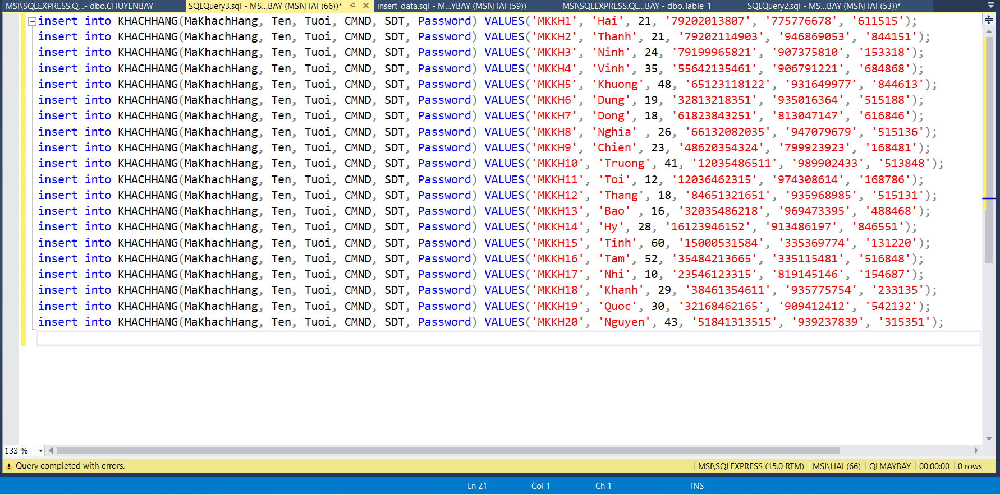 MSI\SQLEXPRESS.Q...- dbo.CHUYENBAY SQLQuery3.sql - MS...BAY (MSI\HAI (66))* insert_data.sql - M...YBAY (MSI\HAI (59)) MSI\SQLEXPRESS.QL...BAY - dbo.Table_1 SQLQuery2.sql - MS...BAY (MSI\HAI (53))*
insert into KHACHHANG(MaKhachHang, Ten, Tuoi, CMND, SDT, Password) VALUES('MKKH1', 'Hai', 21, '79202013807', '775776678', '611515');
insert into KHACHHANG(MaKhachHang, Ten, Tuoi, CMND, SDT, Password) VALUES('MKKH2', 'Thanh', 21, '79202114903', '946869053', '844151');
insert into KHACHHANG(MaKhachHang, Ten, Tuoi, CMND, SDT, Password) VALUES('MKKH3', 'Ninh', 24, '79199965821', '907375810', '153318');
insert into KHACHHANG(MaKhachHang, Ten, Tuoi, CMND, SDT, Password) VALUES('MKKH4', 'Vinh', 35, '55642135461', '906791221', '684868');
insert into KHACHHANG(MaKhachHang, Ten, Tuoi, CMND, SDT, Password) VALUES('MKKH5', 'Khuong', 48, '65123118122', '931649977', '844613');
insert into KHACHHANG(MaKhachHang, Ten, Tuoi, CMND, SDT, Password) VALUES('MKKH6', 'Dung', 19, '32813218351', '935016364', '515188');
insert into KHACHHANG(MaKhachHang, Ten, Tuoi, CMND, SDT, Password) VALUES('MKKH7', 'Dong', 18, '61823843251', '813047147', '616846');
insert into KHACHHANG(MaKhachHang, Ten, Tuoi, CMND, SDT, Password) VALUES('MKKH8', 'Nghia' , 26, '66132082035', '947079679', '515136');
insert into KHACHHANG(MaKhachHang, Ten, Tuoi, CMND, SDT, Password) VALUES('MKKH9', 'Chien', 23, '48620354324', '799923923', '168481');
insert into KHACHHANG(MaKhachHang, Ten, Tuoi, CMND, SDT, Password) VALUES('MKKH10', 'Truong', 41, '12035486511', '989902433', '513848');
insert into KHACHHANG(MaKhachHang, Ten, Tuoi, CMND, SDT, Password) VALUES('MKKH11', 'Toi', 12, '12036462315', '974308614', '168786');
insert into KHACHHANG(MaKhachHang, Ten, Tuoi, CMND, SDT, Password) VALUES('MKKH12', 'Thang', 18, '84651321651', '935968985', '515131');
insert into KHACHHANG(MaKhachHang, Ten, Tuoi, CMND, SDT, Password) VALUES('MKKH13', 'Bao' , 16, '32035486218', '969473395', '488468');
insert into KHACHHANG(MaKhachHang, Ten, Tuoi, CMND, SDT, Password) VALUES('MKKH14', 'Hy', 28, '16123946152', '913486197', '846551');
insert into KHACHHANG(MaKhachHang, Ten, Tuoi, CMND, SDT, Password) VALUES('MKKH15', 'Tinh', 60, '15000531584', '335369774', '131220');
insert into KHACHHANG(MaKhachHang, Ten, Tuoi, CMND, SDT, Password) VALUES('MKKH16', 'Tam', 52, '35484213665', '335115481', '516848');
insert into KHACHHANG(MaKhachHang, Ten, Tuoi, CMND, SDT, Password) VALUES('MKKH17', 'Nhi', 10, '23546123315', '819145146', '154687');
insert into KHACHHANG(MaKhachHang, Ten, Tuoi, CMND, SDT, Password) VALUES('MKKH18', 'Khanh', 29, '38461354611', '935775754', '233135');
insert into KHACHHANG(MaKhachHang, Ten, Tuoi, CMND, SDT, Password) VALUES('MKKH19', 'Quoc', 30, '32168462165', '909412412', '542132');
insert into KHACHHANG(MaKhachHang, Ten, Tuoi, CMND, SDT, Password) VALUES('MKKH20', 'Nguyen', 43, '51841313515', '939237839', '315351');
133 %
Query completed with errors. MSI\SQLEXPRESS (15.0 RTM) MSI\HAI (66) QLMAYBAY 00:00:00 0 rows
Ln 21 Col 1 Ch 1 INS